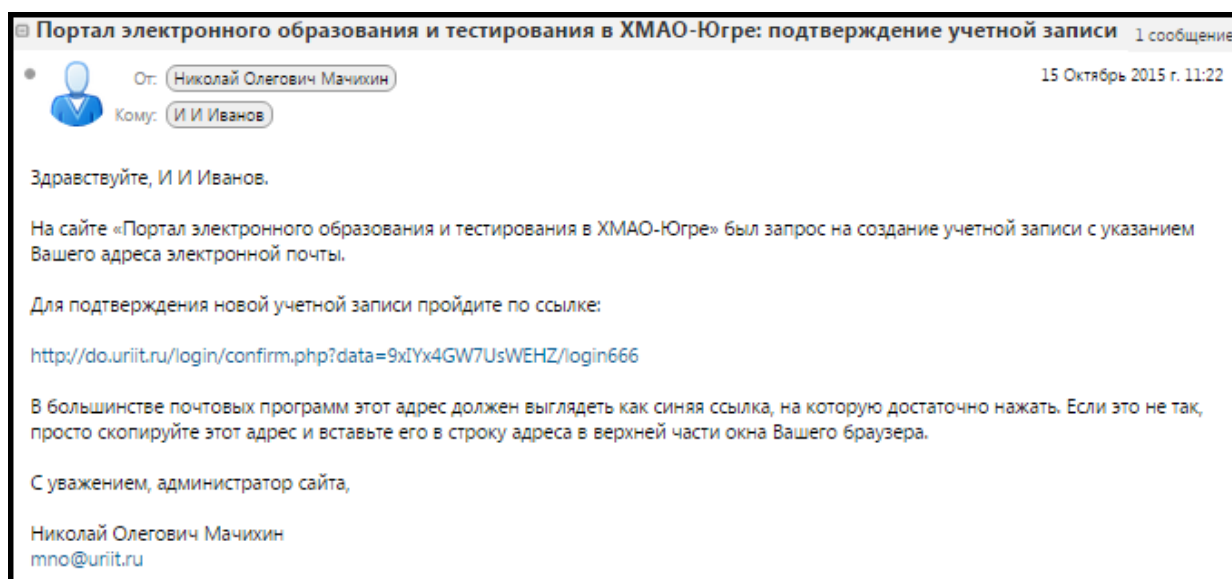 Портал электронного образования и тестирования в ХМАО-Югре: подтверждение учетной записи 1 сообщение
От: Николай Олегович Мачихин 15 Октябрь 2015 г. 11:22
Кому: И И Иванов
Здравствуйте, И И Иванов.
На сайте «Портал электронного образования и тестирования в ХМАО-Югре» был запрос на создание учетной записи с указанием
Вашего адреса электронной почты.
Для подтверждения новой учетной записи пройдите по ссылке:
http://do.uriit.ru/login/confirm.php?data=9xIYx4GW7UsWEHZ/login666
В большинстве почтовых программ этот адрес должен выглядеть как синяя ссылка, на которую достаточно нажать. Если это не так,
просто скопируйте этот адрес и вставьте его в строку адреса в верхней части окна Вашего браузера.
С уважением, администратор сайта,
Николай Олегович Мачихин
mno@uriit.ru